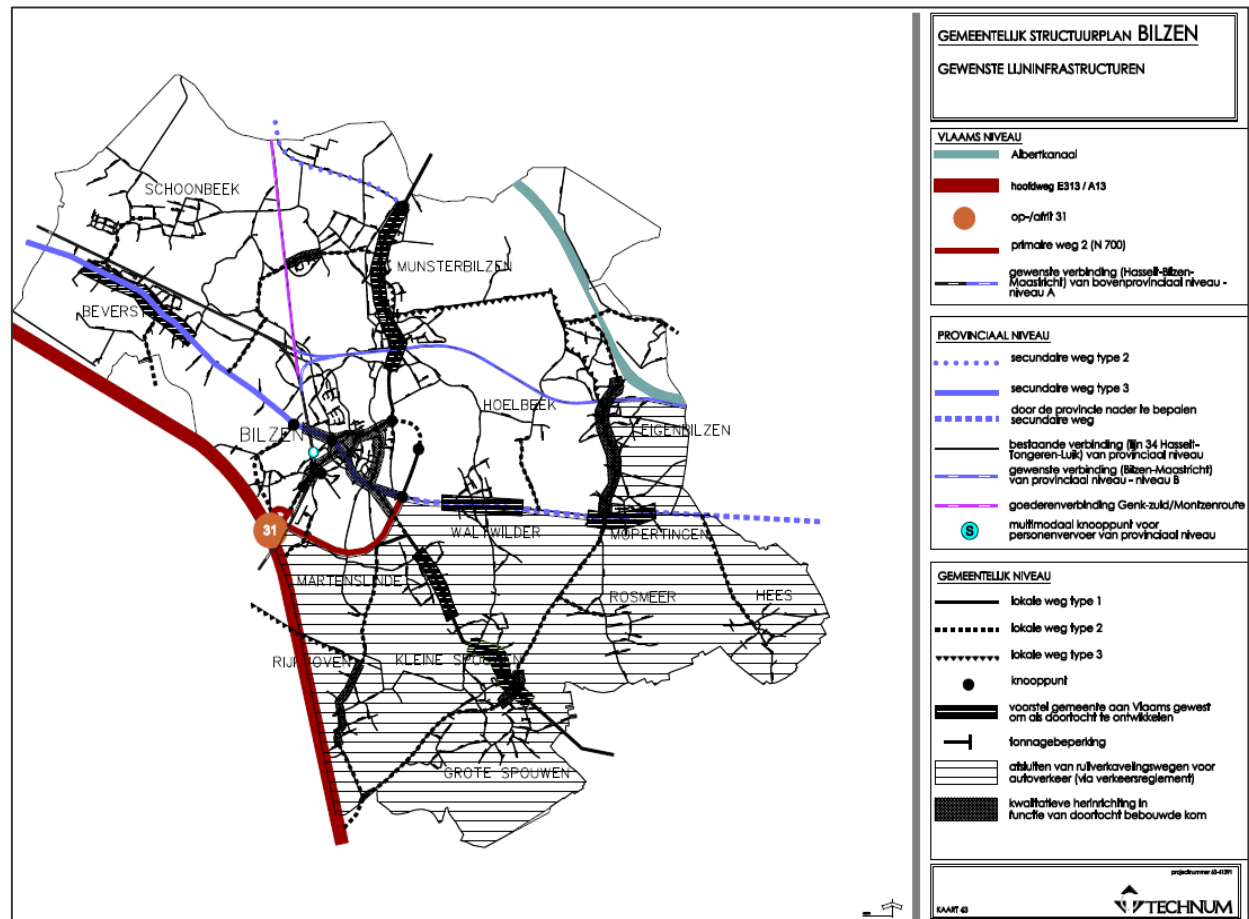 GEMEENTELIJK STRUCTUURPLAN BILZEN
GEWENSTE LIJNINFRASTRUCTUREN
VLAAMS NIVEAU
Albertkanaal
hoofdweg E313 / A13
op-/afrit 31
primaire weg 2 (N 700)
gewenste verbinding (Hasselt-Bilzen-
Maastricht) van bovenprovinciaal niveau -
niveau A
PROVINCIAAL NIVEAU
secundaire weg type 2
secundaire weg type 3
door de provincie nader te bepalen
secundaire weg
bestaande verbinding (lijn 34 Hasselt-
Tongeren-Luik) van provinciaal niveau
gewenste verbinding (Bilzen-Maastricht)
van provinciaal niveau - niveau B
goederenverbinding Genk-zuid/Montzenroute
S
multimodaal knooppunt voor
personenvervoer van provinciaal niveau
GEMEENTELIJK NIVEAU
lokale weg type 1
lokale weg type 2
lokale weg type 3
knooppunt
voorstel gemeente aan Vlaams gewest
om als doortocht te ontwikkelen
tonnagebeperking
afsluiten van ruilverkavelingswegen voor
autoverkeer (via verkeersreglement)
kwalitatieve herinrichting in
functie van doortocht bebouwde kom
KAART 43
TECHNUM
SCHOONBEEK
MUNSTERBILZEN
BEVERST
HOELBEEK
EIGENBILZEN
BILZEN
31
WALTWILDER
MOPERTINGEN
MARTENSLINDE
ROSMEER
HEES
RIJKHOVEN
KLEINE SPOUWEN
GROTE SPOUWEN